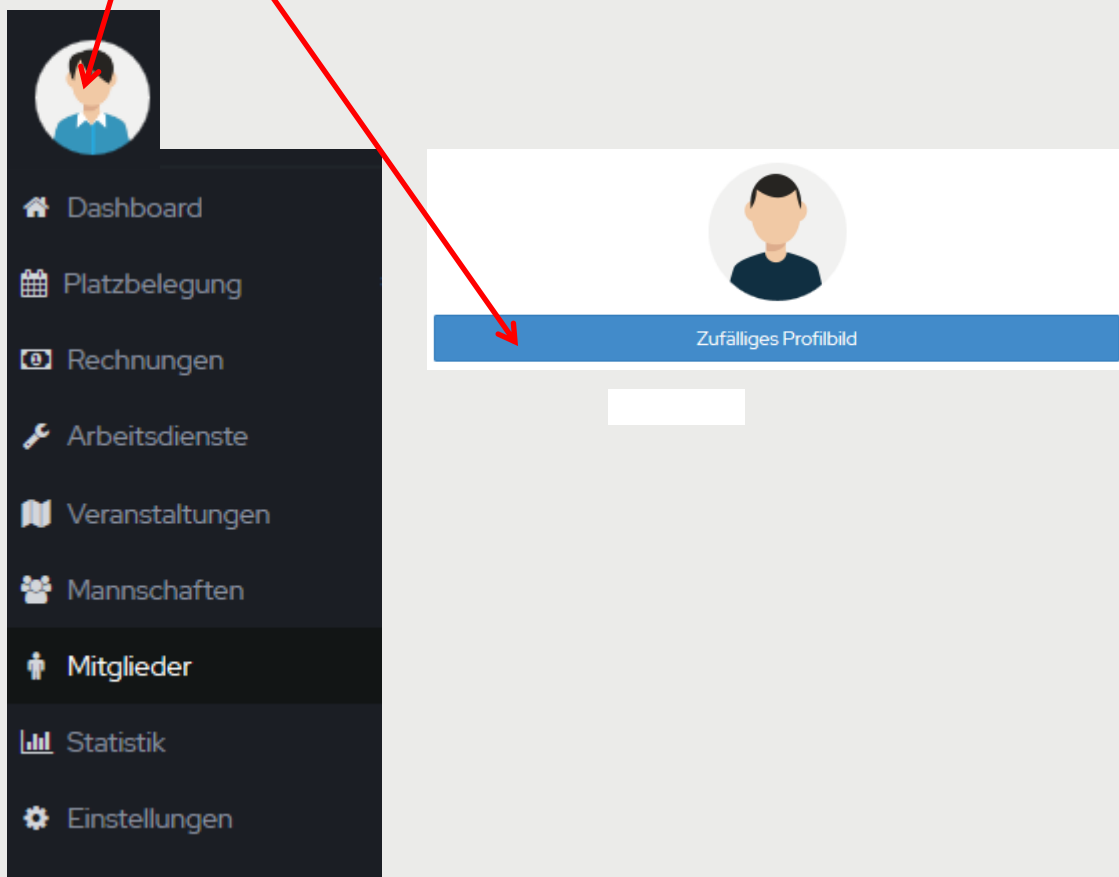 Dashboard
Platzbelegung
Rechnungen
Arbeitsdienste
Veranstaltungen
Mannschaften
Mitglieder
Statistik
Einstellungen
Zufälliges Profilbild